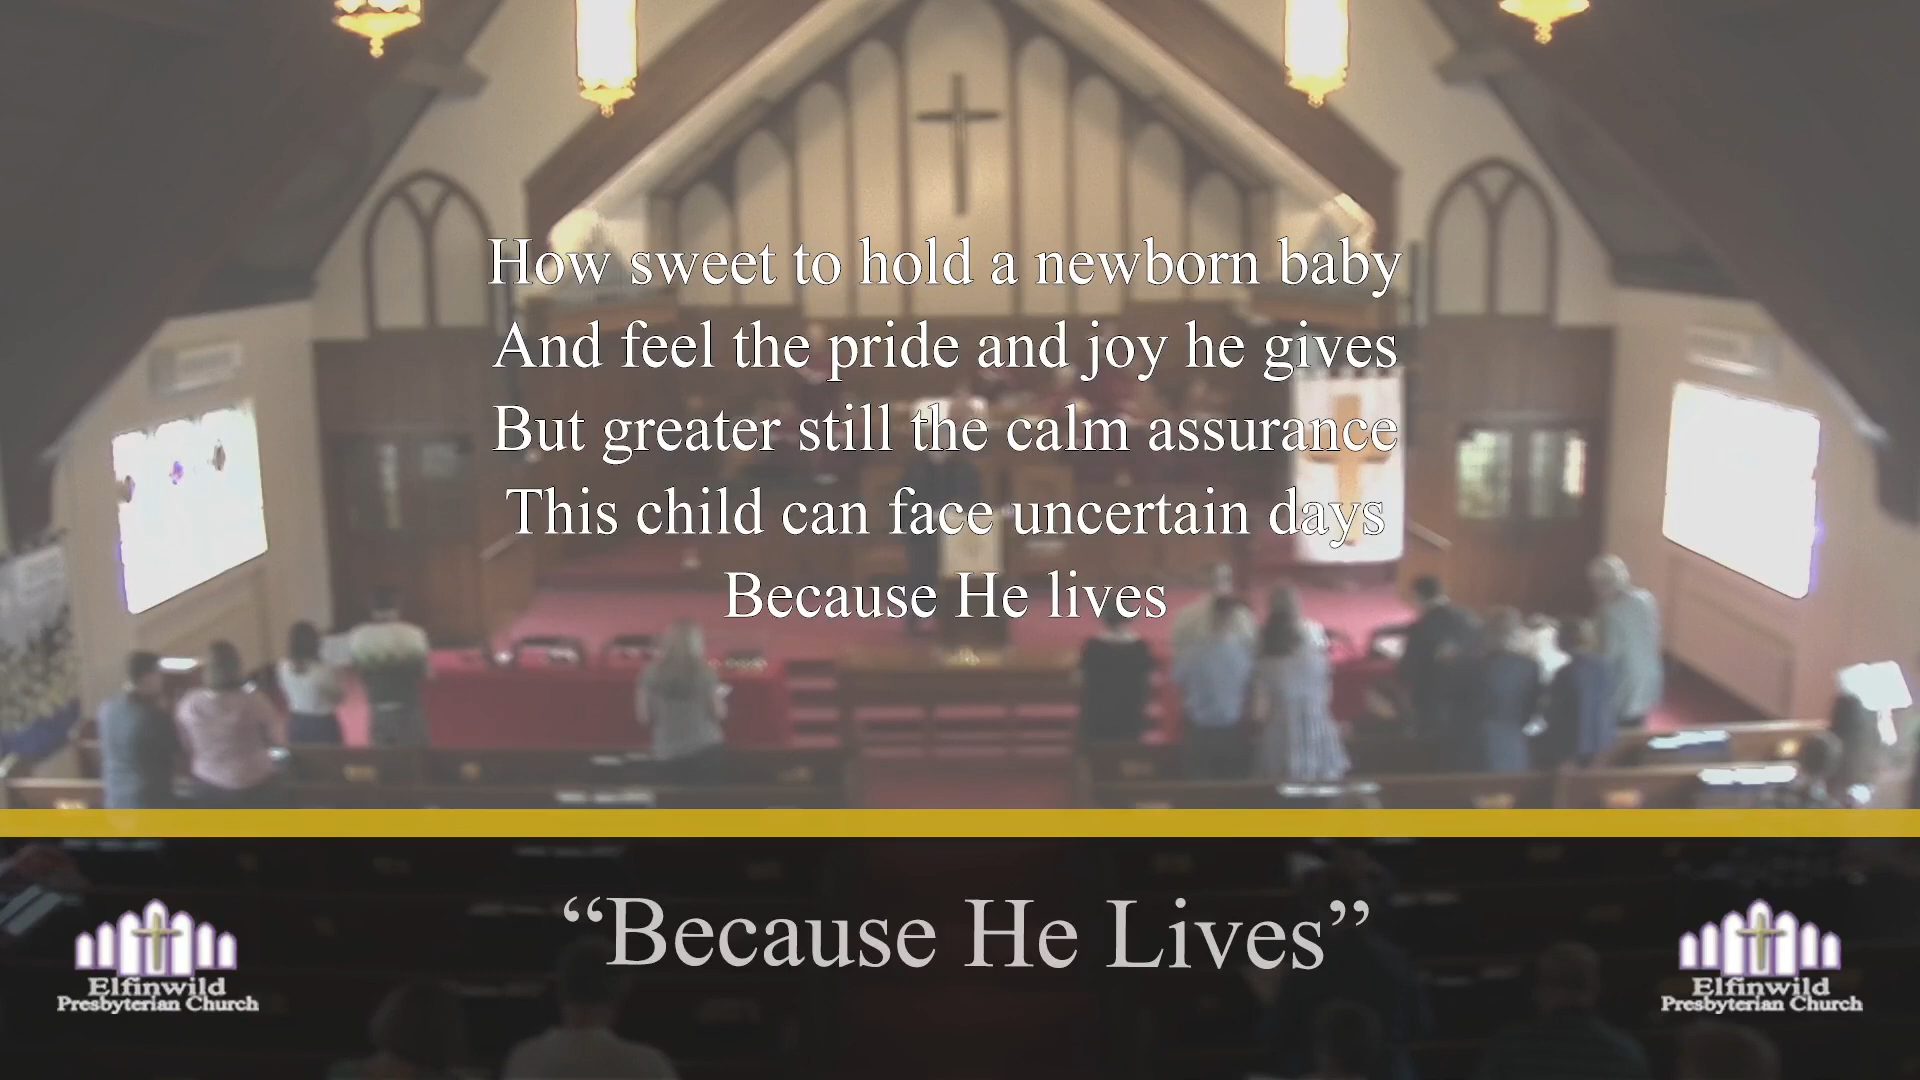 How sweet to hold a newborn baby
And feel the pride and joy he gives
But greater still the calm assurance
This child can face uncertain days
Because He lives
“Because He Lives”
Elfinwild
Presbyterian Church
Elfinwild
Presbyterian Church